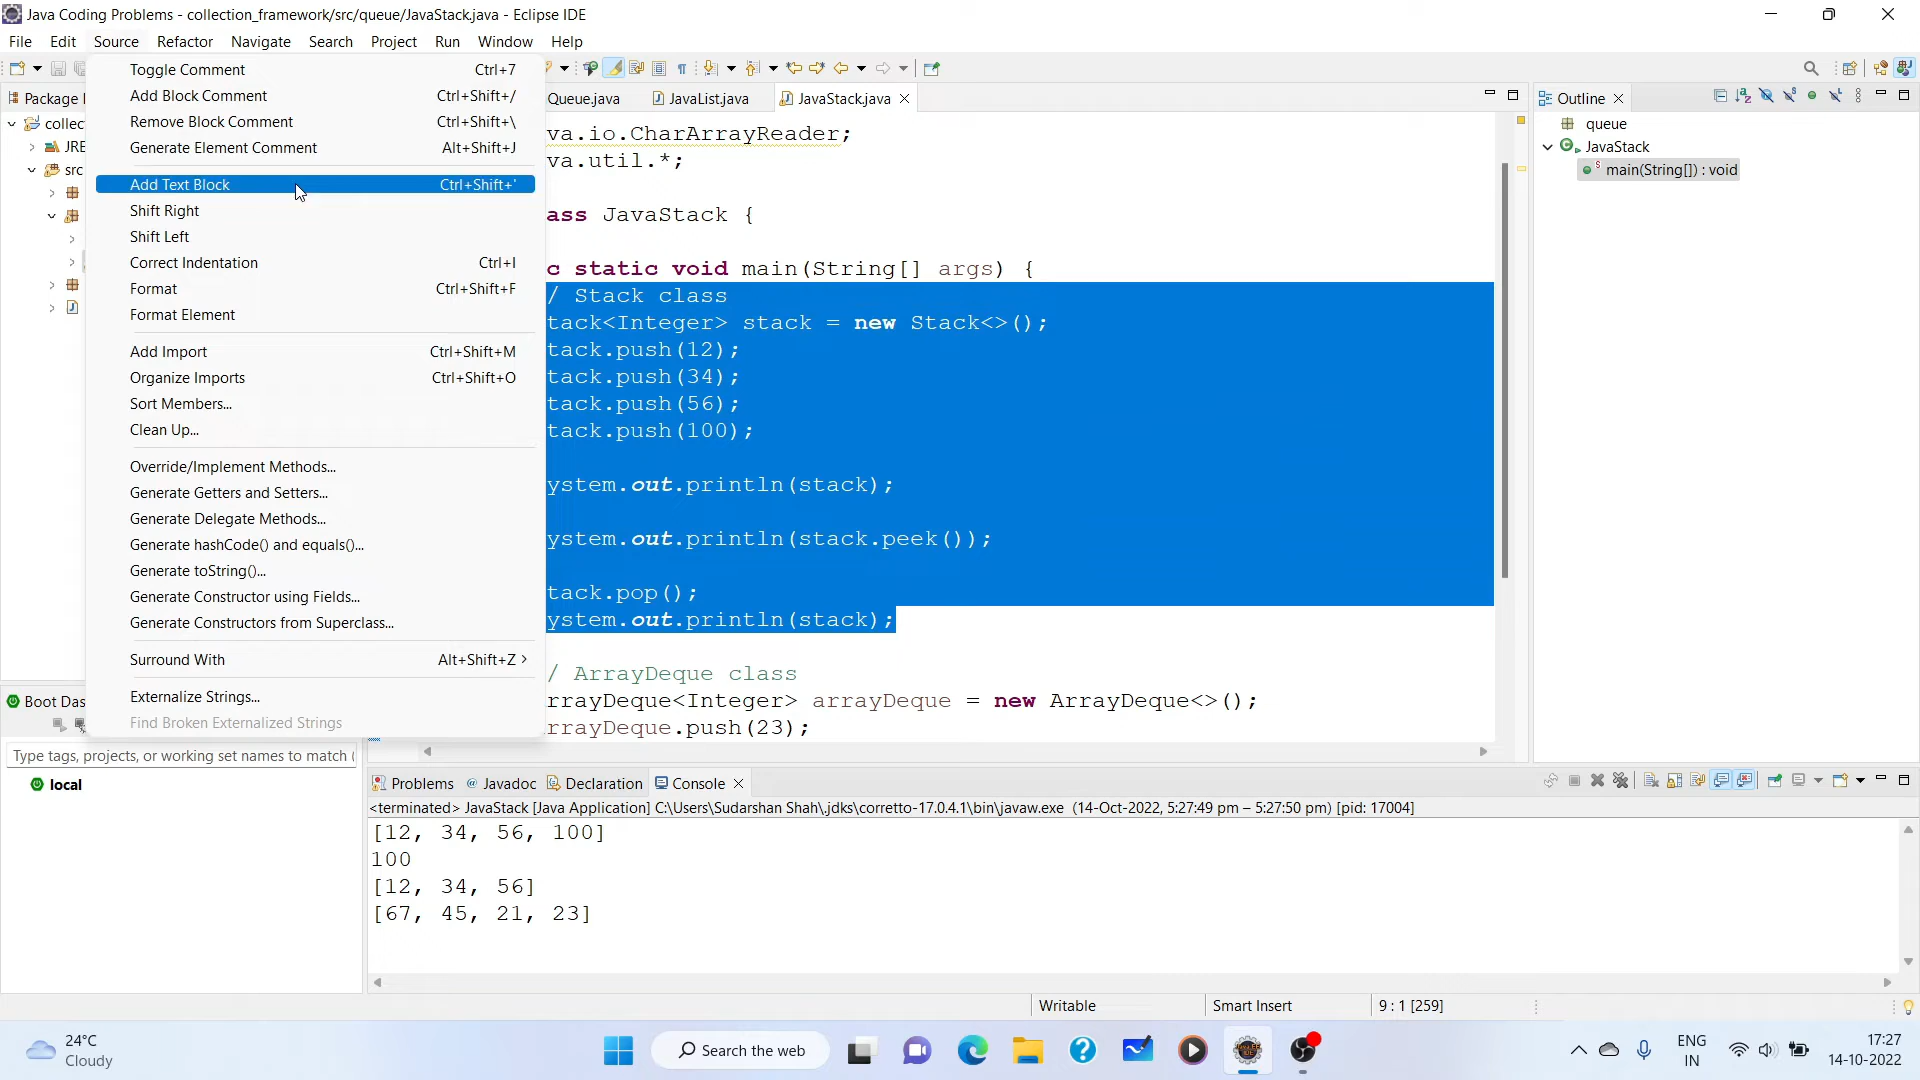 Java Coding Problems - collection_framework/src/queue/JavaStack.java - Eclipse IDE
File Edit Source Refactor Navigate Search Project Run Window Help
Toggle Comment Ctrl+7
Add Block Comment Ctrl+Shift+/
Remove Block Comment Ctrl+Shift+\
Generate Element Comment Alt+Shift+J
Add Text Block Ctrl+Shift+'
Shift Right
Shift Left
Correct Indentation Ctrl+I
Format Ctrl+Shift+F
Format Element
Add Import Ctrl+Shift+M
Organize Imports Ctrl+Shift+O
Sort Members...
Clean Up...
Override/Implement Methods...
Generate Getters and Setters...
Generate Delegate Methods...
Generate hashCode() and equals()...
Generate toString()...
Generate Constructor using Fields...
Generate Constructors from Superclass...
Surround With Alt+Shift+Z >
Externalize Strings...
Find Broken Externalized Strings
Package
collec
JRE
src
Queue.java JavaList.java JavaStack.java
va.io.CharArrayReader;
va.util.*;
ass JavaStack {
c static void main(String[] args) {
/ Stack class
tack<Integer> stack = new Stack<>();
tack.push(12);
tack.push(34);
tack.push(56);
tack.push(100);
ystem.out.println(stack);
ystem.out.println(stack.peek());
tack.pop();
ystem.out.println(stack);
/ ArrayDeque class
rrayDeque<Integer> arrayDeque = new ArrayDeque<>();
rrayDeque.push(23);
Outline
queue
JavaStack
main(String[]) : void
Boot Das
Type tags, projects, or working set names to match (
local
Problems Javadoc Declaration Console
<terminated> JavaStack [Java Application] C:\Users\Sudarshan Shah\.jdks\corretto-17.0.4.1\bin\javaw.exe (14-Oct-2022, 5:27:49 pm – 5:27:50 pm) [pid: 17004]
[12, 34, 56, 100]
100
[12, 34, 56]
[67, 45, 21, 23]
Writable Smart Insert 9 : 1 [259]
24°C
Cloudy
Search the web
ENG
IN
17:27
14-10-2022